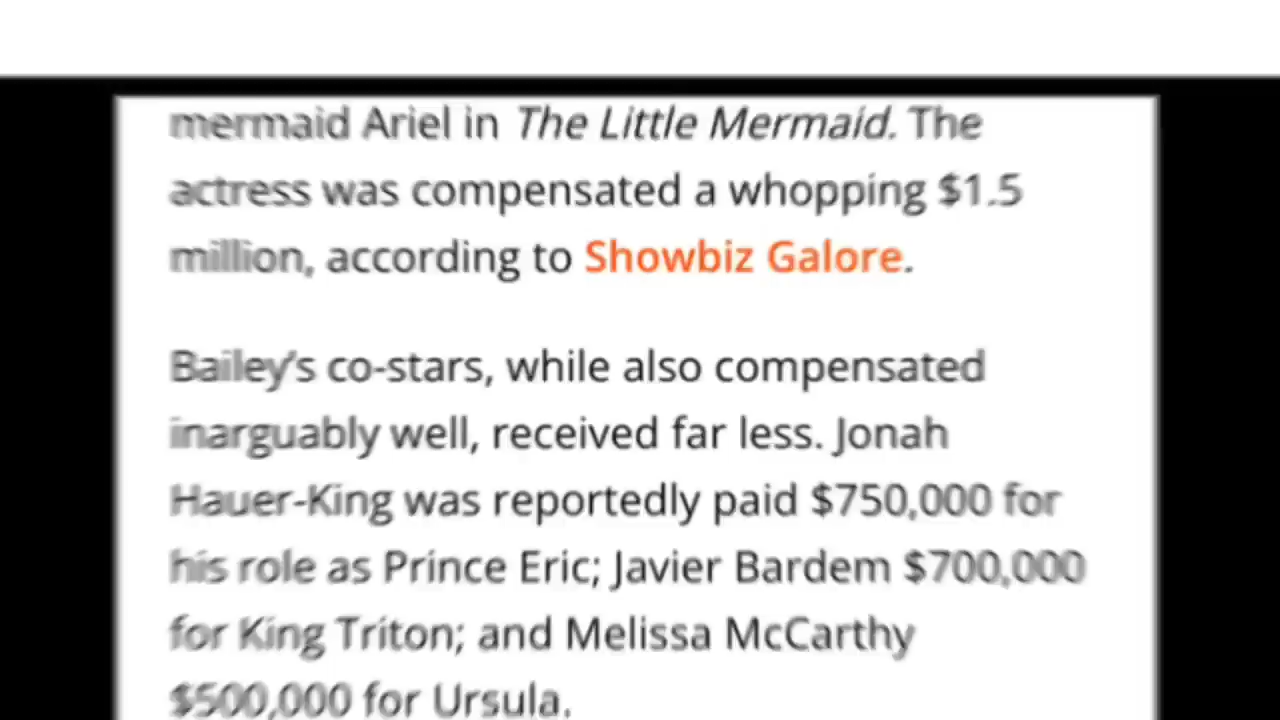 mermaid Ariel in The Little Mermaid. The
actress was compensated a whopping $1.5
million, according to Showbiz Galore.
Bailey's co-stars, while also compensated
inarguably well, received far less. Jonah
Hauer-King was reportedly paid $750,000 for
his role as Prince Eric; Javier Bardem $700,000
for King Triton; and Melissa McCarthy
$500,000 for Ursula.